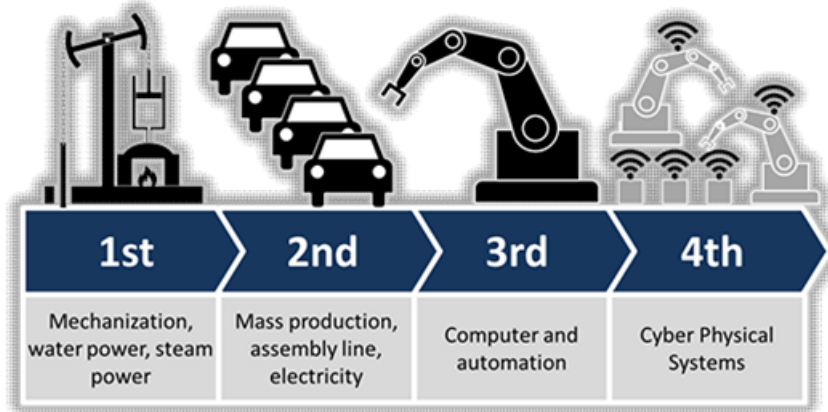 1st
2nd
3rd
4th
Mechanization,
water power, steam
power
Mass production,
assembly line,
electricity
Computer and
automation
Cyber Physical
Systems